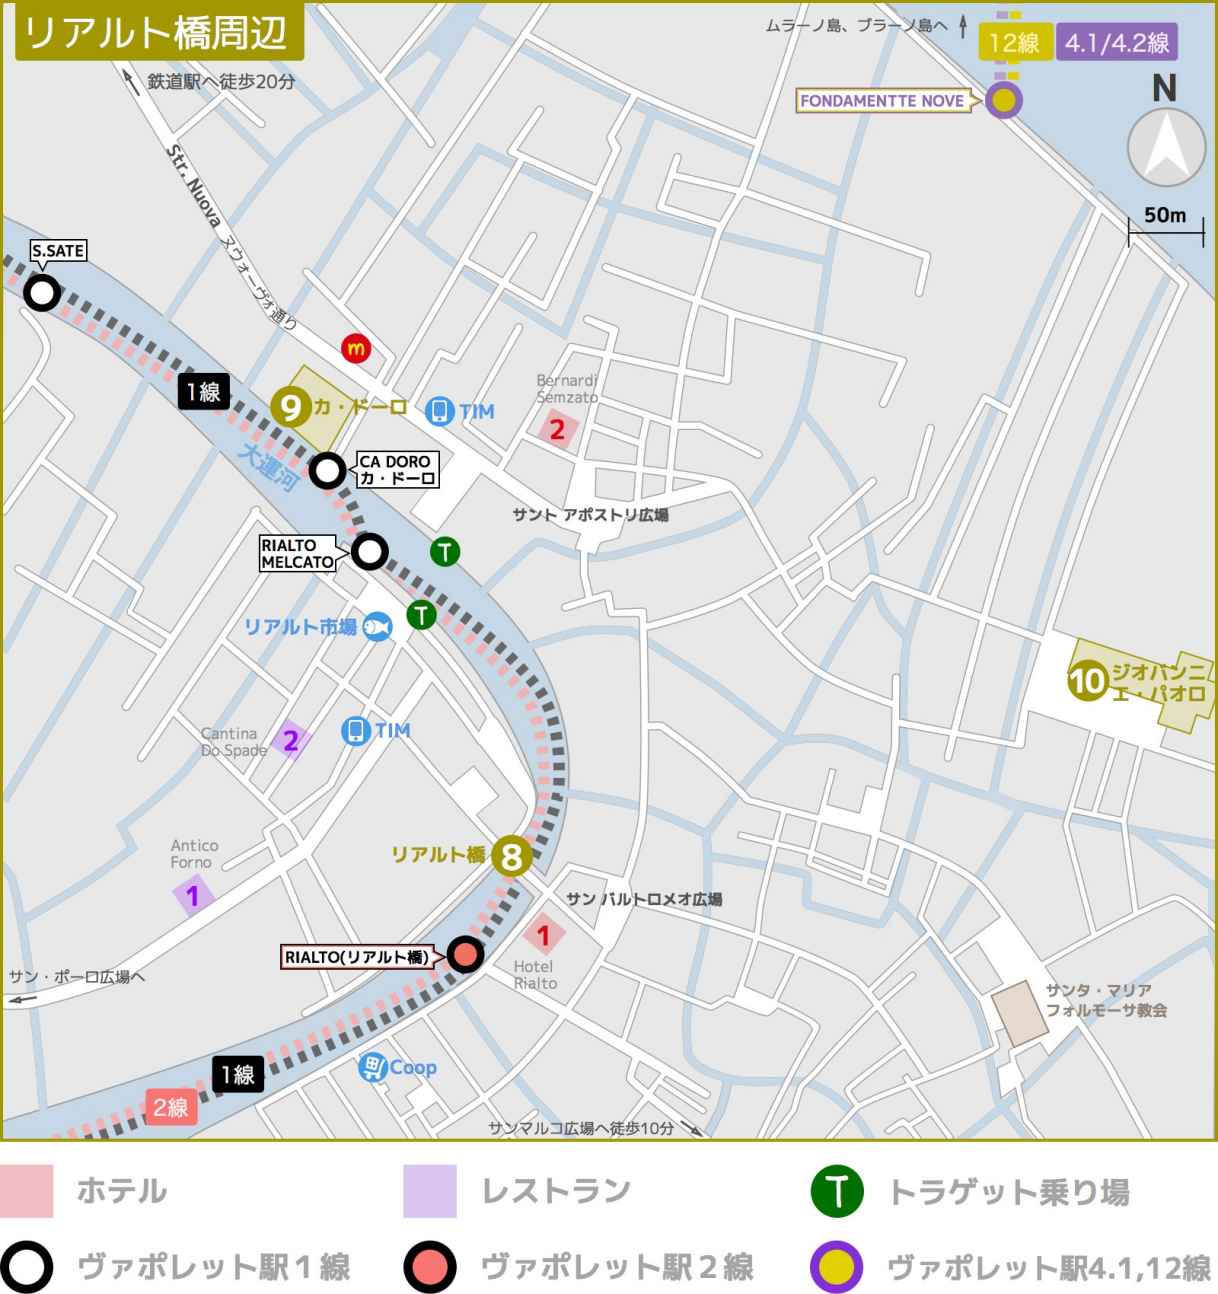 リアルト橋周辺
ムラーノ島、ブラーノ島へ
12線
4.1/4.2線
鉄道駅へ徒歩20分
FONDAMENTTE NOVE
N
50m
Str. Nuova ヌウォーヴォ通り
S.SATE
m
1線
9
カ・ドーロ
TIM
Bernardi
Semzato
2
大運河
CA DORO
カ・ドーロ
サント アポストリ広場
RIALTO
MELCATO
T
T
リアルト市場
10
ジオバンニ
エ・パオロ
Cantina
Do Spade
2
TIM
Antico
Forno
1
リアルト橋
8
サン バルトロメオ広場
1
Hotel
Rialto
RIALTO(リアルト橋)
サン・ポーロ広場へ
サンタ・マリア
フォルモーサ教会
1線
Coop
2線
サンマルコ広場へ徒歩10分
ホテル
レストラン
T
トラゲット乗り場
ヴァポレット駅1線
ヴァポレット駅2線
ヴァポレット駅4.1,12線